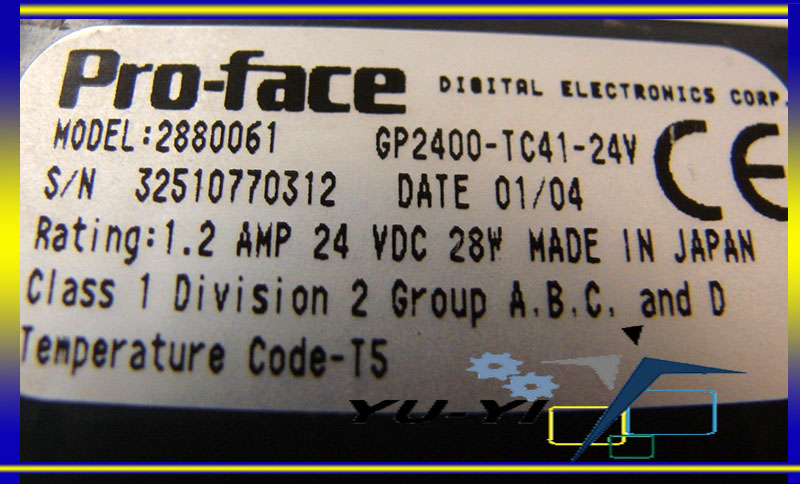 Pro-face DIGITAL ELECTRONICS CORP.
MODEL:2880061 GP2400-TC41-24V
S/N 32510770312 DATE 01/04 CE
Rating:1.2 AMP 24 VDC 28W MADE IN JAPAN
Class 1 Division 2 Group A.B.C. and D
Temperature Code-T5
YU-YI